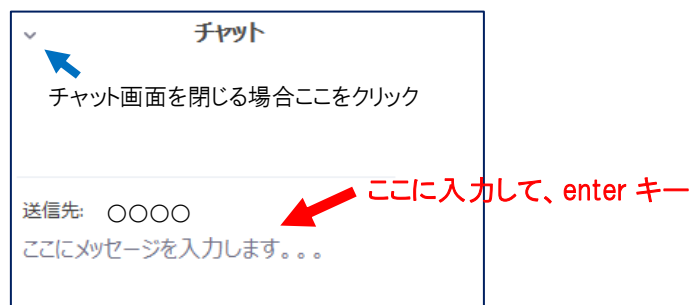 チャット
チャット画面を閉じる場合ここをクリック
ここに入力して、enter キー
送信先: ○○○○
ここにメッセージを入力します。。。